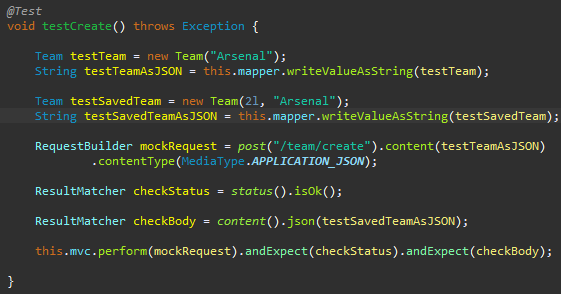 @Test
void testCreate() throws Exception {
Team testTeam = new Team("Arsenal");
String testTeamAsJSON = this.mapper.writeValueAsString(testTeam);
Team testSavedTeam = new Team(2l, "Arsenal");
String testSavedTeamAsJSON = this.mapper.writeValueAsString(testSavedTeam);
RequestBuilder mockRequest = post("/team/create").content(testTeamAsJSON)
.contentType(MediaType.APPLICATION_JSON);
ResultMatcher checkStatus = status().isOk();
ResultMatcher checkBody = content().json(testSavedTeamAsJSON);
this.mvc.perform(mockRequest).andExpect(checkStatus).andExpect(checkBody);
}